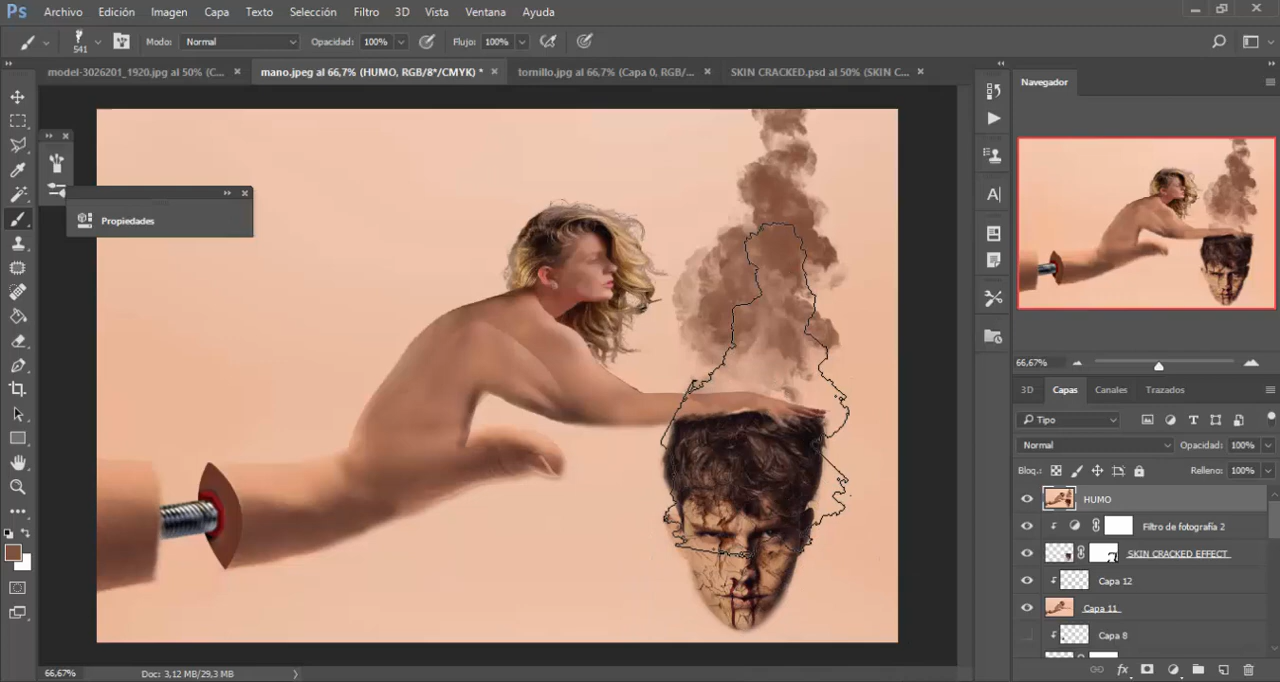 Ps Archivo Edición Imagen Capa Texto Selección Filtro 3D Vista Ventana Ayuda
541 Modo: Normal Opacidad: 100% Flujo: 100%
model-3026201_1920.jpg al 50% (C... × mano.jpeg al 66,7% (HUMO, RGB/8*/CMYK) * × tornillo.jpg al 66,7% (Capa 0, RGB/... × SKIN CRACKED.psd al 50% (SKIN C... ×
Navegador
Propiedades
66,67%
3D Capas Canales Trazados
Tipo
Normal Opacidad: 100%
Bloq.: Relleno: 100%
HUMO
Filtro de fotografía 2
SKIN CRACKED EFFECT
Capa 12
Capa 11
Capa 8
66,67% Doc: 3,12 MB/29,3 MB